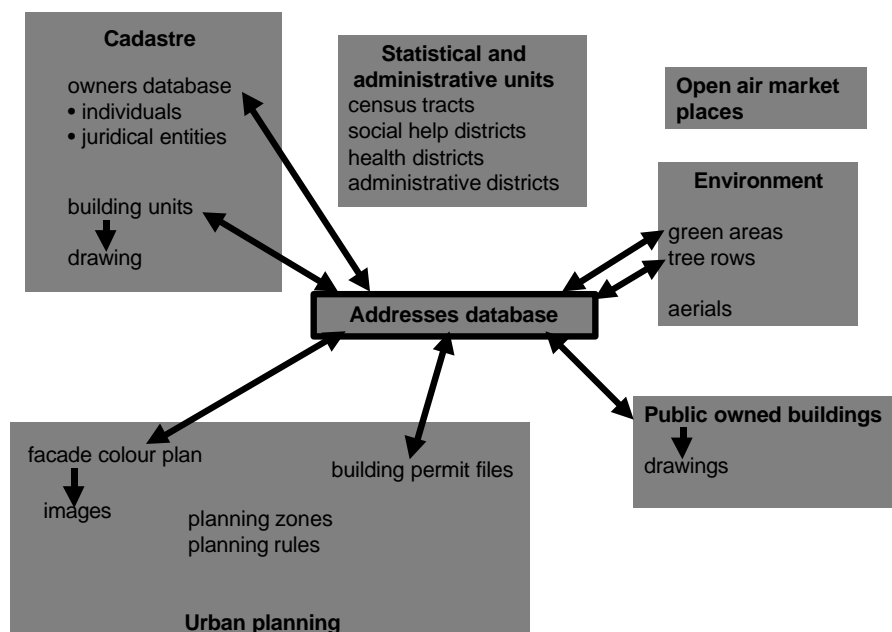 Cadastre
owners database
• individuals
• juridical entities
building units
drawing
Statistical and
administrative units
census tracts
social help districts
health districts
administrative districts
Open air market
places
Environment
green areas
tree rows
aerials
Addresses database
Public owned buildings
drawings
facade colour plan
images
building permit files
planning zones
planning rules
Urban planning